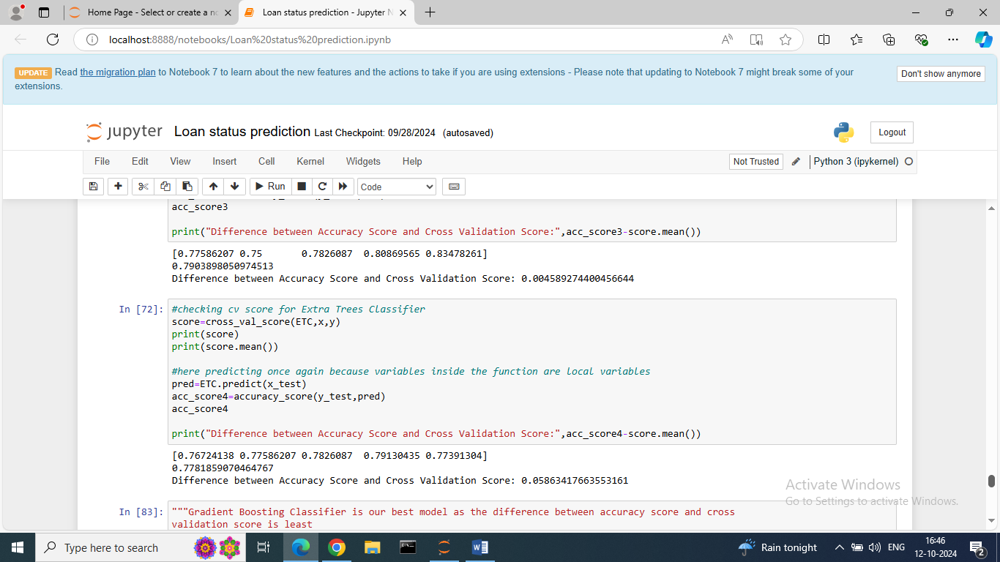 Home Page - Select or create a no
Loan status prediction - Jupyter N
localhost:8888/notebooks/Loan%20status%20prediction.ipynb
UPDATE Read the migration plan to Notebook 7 to learn about the new features and the actions to take if you are using extensions - Please note that updating to Notebook 7 might break some of your
extensions.
Don't show anymore
jupyter Loan status prediction Last Checkpoint: 09/28/2024 (autosaved)
Logout
File Edit View Insert Cell Kernel Widgets Help
Not Trusted
Python 3 (ipykernel)
Run
Code
acc_score3
print("Difference between Accuracy Score and Cross Validation Score:",acc_score3-score.mean())
[0.77586207 0.75       0.7826087  0.80869565 0.83478261]
0.7903898050974513
Difference between Accuracy Score and Cross Validation Score: 0.004589274400456644
In [72]: #checking cv score for Extra Trees Classifier
score=cross_val_score(ETC,x,y)
print(score)
print(score.mean())
#here predicting once again because variables inside the function are local variables
pred=ETC.predict(x_test)
acc_score4=accuracy_score(y_test,pred)
acc_score4
print("Difference between Accuracy Score and Cross Validation Score:",acc_score4-score.mean())
[0.76724138 0.77586207 0.7826087  0.79130435 0.77391304]
0.7781859070464767
Difference between Accuracy Score and Cross Validation Score: 0.05863417663553161
In [83]: """Gradient Boosting Classifier is our best model as the difference between accuracy score and cross
validation score is least
Activate Windows
Go to Settings to activate Windows.
Type here to search
Rain tonight
ENG
16:46
12-10-2024
2